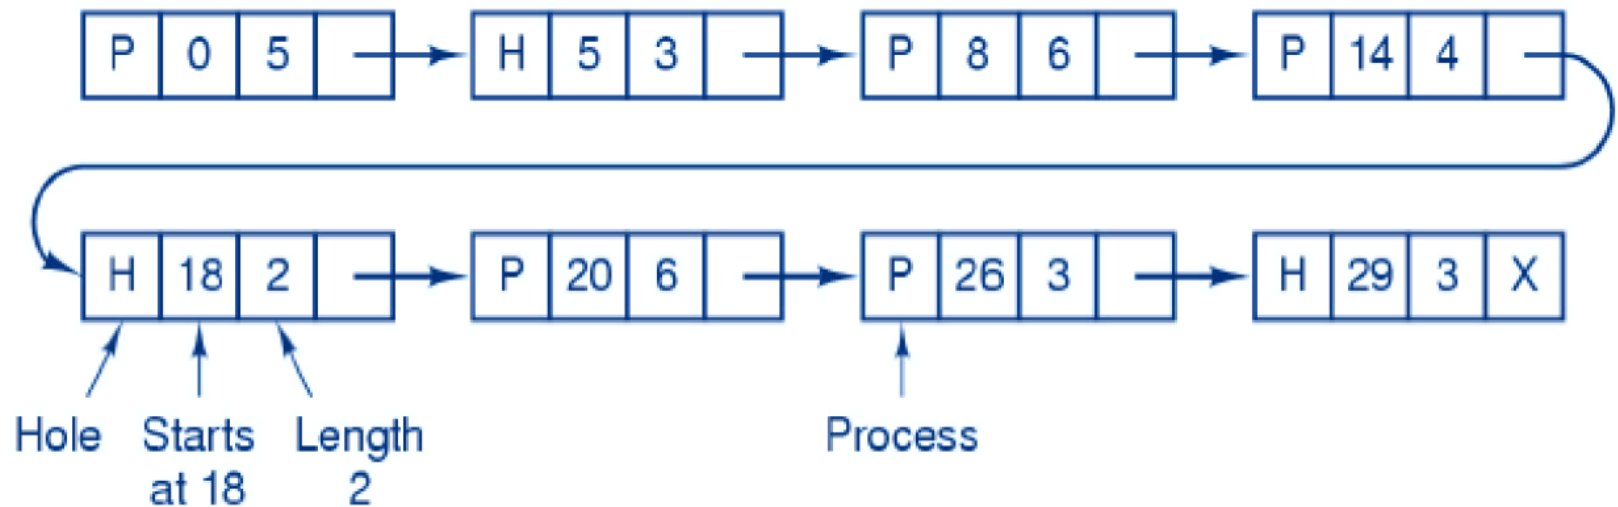 P 0 5 H 5 3 P 8 6 P 14 4
H 18 2 P 20 6 P 26 3 H 29 3 X
Hole Starts at 18 Length 2 Process